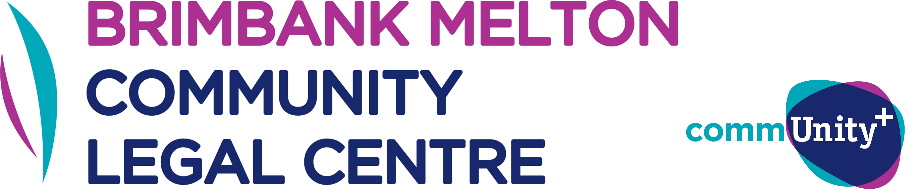 BRIMBANK MELTON
COMMUNITY
LEGAL CENTRE
commUnity+